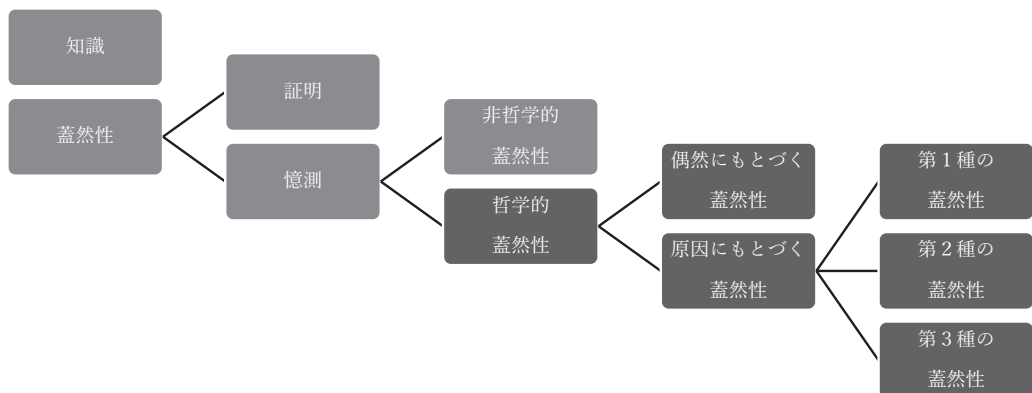 知識
蓋然性
証明
憶測
非哲学的
蓋然性
哲学的
蓋然性
偶然にもとづく
蓋然性
原因にもとづく
蓋然性
第１種の
蓋然性
第２種の
蓋然性
第３種の
蓋然性